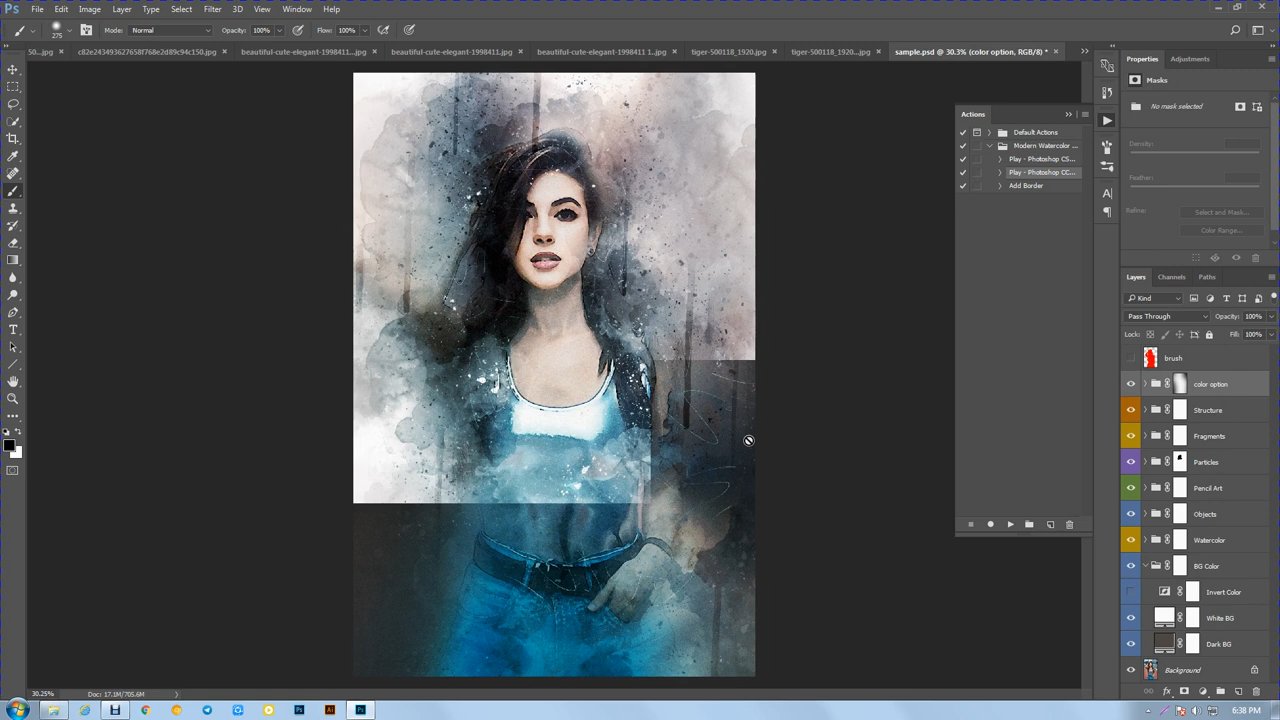 Ps File Edit Image Layer Type Select Filter 3D View Window Help
275 Mode: Normal Opacity: 100% Flow: 100%
50...jpg × c82e243493627658f768e2d89c94c150.jpg × beautiful-cute-elegant-1998411... × beautiful-cute-elegant-1998411.jpg × beautiful-cute-elegant-1998411 1..jpg × tiger-500118_1920.jpg × tiger-500118_1920...jpg × sample.psd @ 30.3% (color option, RGB/8) * ×
Properties Adjustments
Masks
No mask selected
Density:
Feather:
Refine: Select and Mask...
Color Range...
Actions
Default Actions
Modern Watercolor ...
Play - Photoshop CS...
Play - Photoshop CC...
Add Border
Layers Channels Paths
Kind
Pass Through Opacity: 100%
Lock: Fill: 100%
brush
color option
Structure
Fragments
Particles
Pencil Art
Objects
Watercolor
BG Color
Invert Color
White BG
Dark BG
Background
30.25% Doc: 17.1M/705.6M
6:38 PM